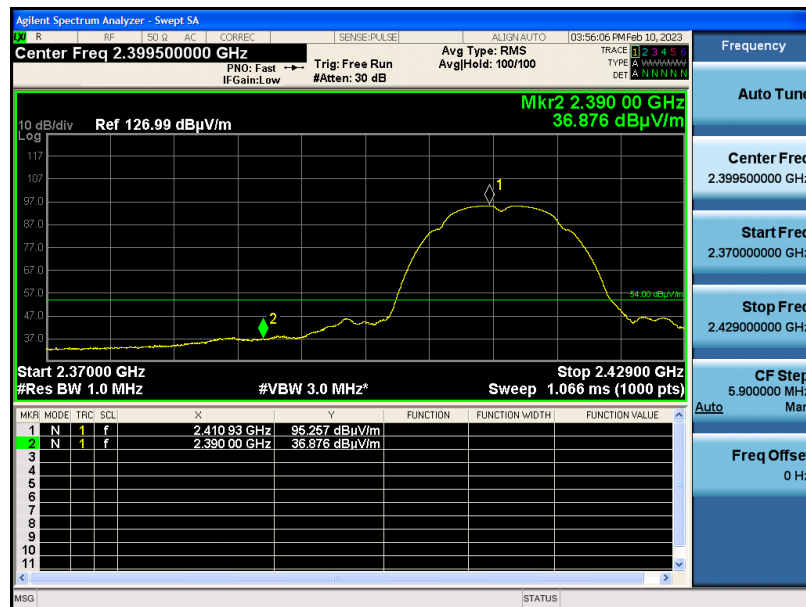 Agilent Spectrum Analyzer - Swept SA
LXI R RF 50 Ω AC CORREC SENSE:PULSE ALIGN AUTO 03:56:06 PM Feb 10, 2023
Center Freq 2.399500000 GHz
PNO: Fast
IFGain:Low
Trig: Free Run
#Atten: 30 dB
Avg Type: RMS
Avg|Hold: 100/100
TRACE 1 2 3 4 5 6
TYPE A WWWWW
DET A N N N N N
Mkr2 2.390 00 GHz
36.876 dBµV/m
10 dB/div Ref 126.99 dBµV/m
Log
117
107
97.0
87.0
77.0
67.0
57.0
47.0
37.0
1
2
54.00 dBµV/m
Start 2.37000 GHz Stop 2.42900 GHz
#Res BW 1.0 MHz #VBW 3.0 MHz* Sweep 1.066 ms (1000 pts)
MKR MODE TRC SCL X Y FUNCTION FUNCTION WIDTH FUNCTION VALUE
1 N 1 f 2.410 93 GHz 95.257 dBµV/m
2 N 1 f 2.390 00 GHz 36.876 dBµV/m
3
4
5
6
7
8
9
10
11
MSG STATUS
Frequency
Auto Tune
Center Freq
2.399500000 GHz
Start Freq
2.370000000 GHz
Stop Freq
2.429000000 GHz
CF Step
5.900000 MHz
Auto Man
Freq Offset
0 Hz